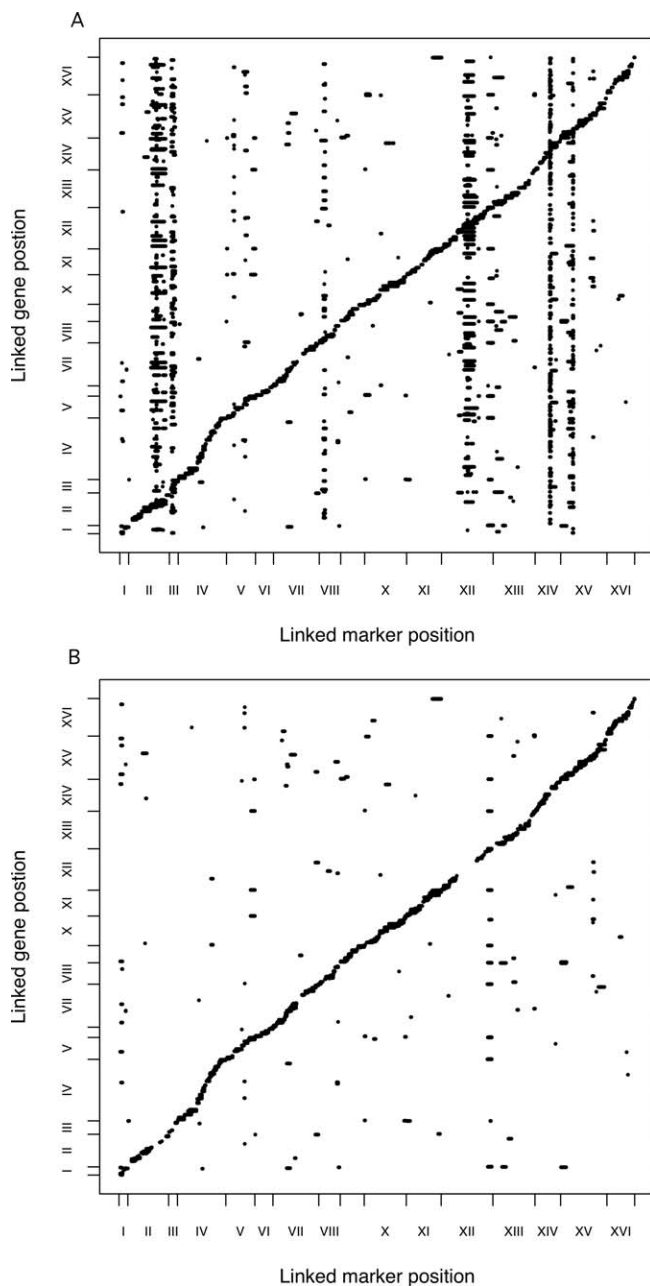 A
Linked gene position
XVI
XV
XIV
XIII
XII
XI
X
VIII
VII
V
IV
III
II
I
I II III IV V VI VII VIII X XI XII XIII XIV XV XVI
Linked marker position
B
Linked gene postion
XVI
XV
XIV
XIII
XII
XI
X
VIII
VII
V
IV
III
II
I
I II III IV V VI VII VIII X XI XII XIII XIV XV XVI
Linked marker position